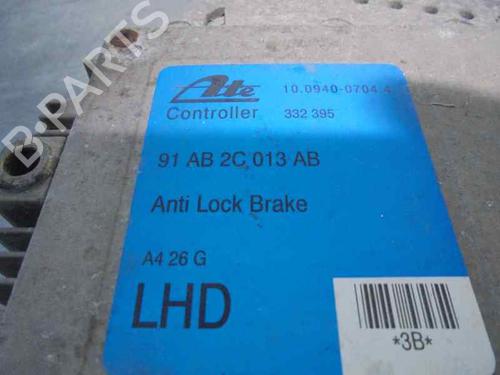 B-PARTS
Ate 10.0940-0704.4
Controller 332 395
91 AB 2C 013 AB
Anti Lock Brake
A4 26 G
LHD
*3B*